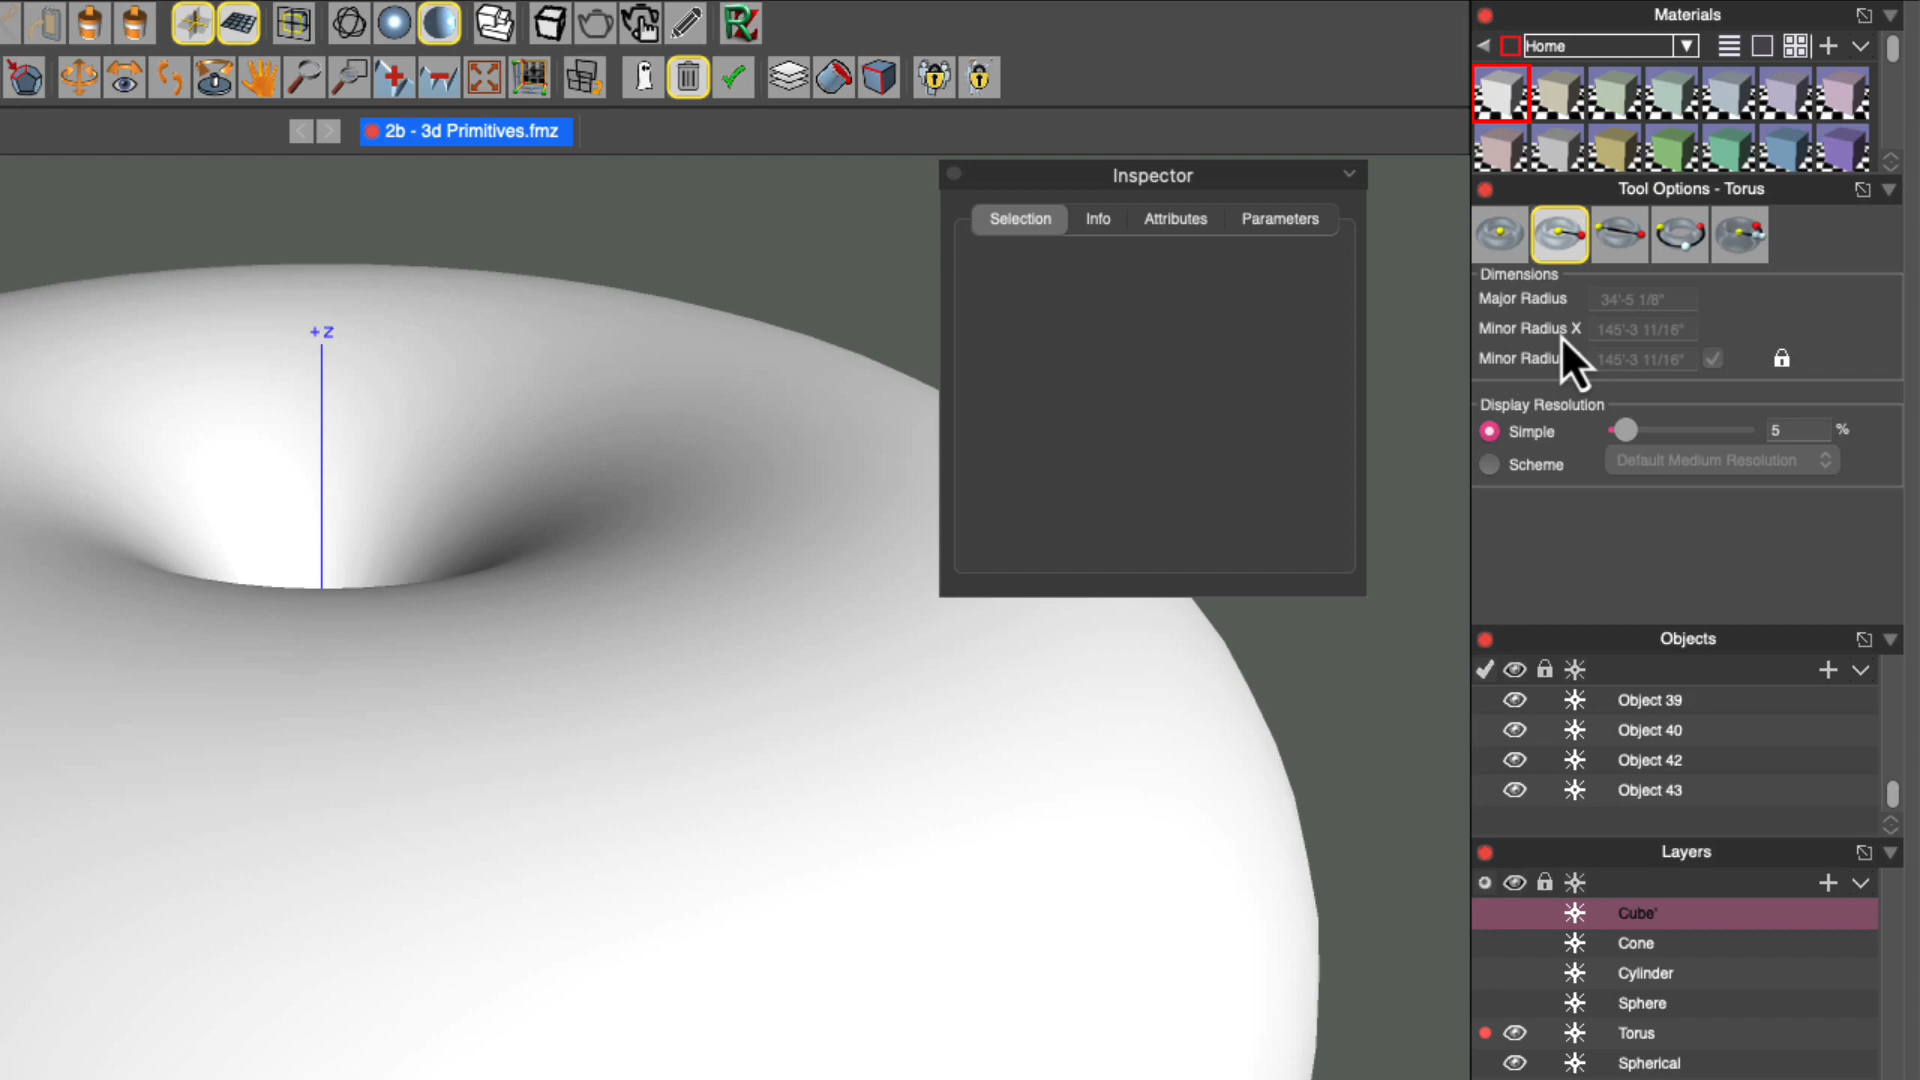 Materials
Home
2b - 3d Primitives.fmz
Inspector
Selection
Info
Attributes
Parameters
+z
Tool Options - Torus
Dimensions
Major Radius
34'-5 1/8"
Minor Radius X
145'-3 11/16"
Minor Radiu
145'-3 11/16"
Display Resolution
Simple
5
%
Scheme
Default Medium Resolution
Objects
Object 39
Object 40
Object 42
Object 43
Layers
Cube'
Cone
Cylinder
Sphere
Torus
Spherical